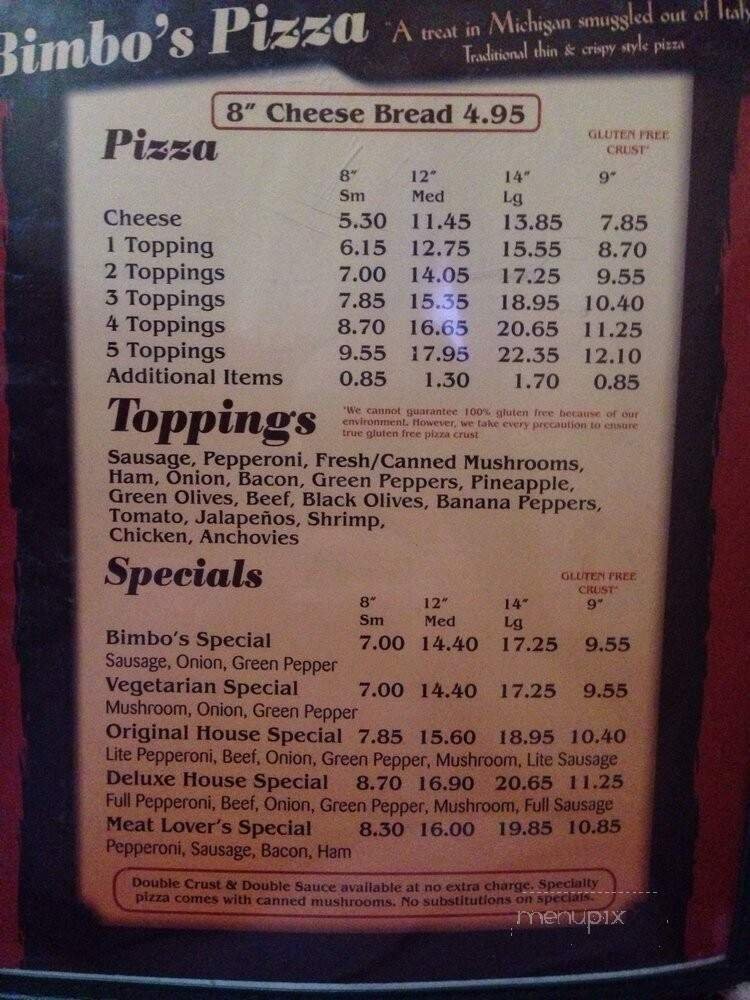 Bimbo's Pizza
"A treat in Michigan smuggled out of Italy
Traditional thin & crispy style pizza
8" Cheese Bread 4.95
Pizza
GLUTEN FREE
CRUST*
8" 12" 14" 9"
Sm Med Lg
Cheese 5.30 11.45 13.85 7.85
1 Topping 6.15 12.75 15.55 8.70
2 Toppings 7.00 14.05 17.25 9.55
3 Toppings 7.85 15.35 18.95 10.40
4 Toppings 8.70 16.65 20.65 11.25
5 Toppings 9.55 17.95 22.35 12.10
Additional Items 0.85 1.30 1.70 0.85
Toppings
*We cannot guarantee 100% gluten free because of our
environment. However, we take every precaution to ensure
true gluten free pizza crust
Sausage, Pepperoni, Fresh/Canned Mushrooms,
Ham, Onion, Bacon, Green Peppers, Pineapple,
Green Olives, Beef, Black Olives, Banana Peppers,
Tomato, Jalapeños, Shrimp,
Chicken, Anchovies
Specials
GLUTEN FREE
CRUST*
8" 12" 14" 9"
Sm Med Lg
Bimbo's Special 7.00 14.40 17.25 9.55
Sausage, Onion, Green Pepper
Vegetarian Special 7.00 14.40 17.25 9.55
Mushroom, Onion, Green Pepper
Original House Special 7.85 15.60 18.95 10.40
Lite Pepperoni, Beef, Onion, Green Pepper, Mushroom, Lite Sausage
Deluxe House Special 8.70 16.90 20.65 11.25
Full Pepperoni, Beef, Onion, Green Pepper, Mushroom, Full Sausage
Meat Lover's Special 8.30 16.00 19.85 10.85
Pepperoni, Sausage, Bacon, Ham
Double Crust & Double Sauce available at no extra charge. Specialty
pizza comes with canned mushrooms. No substitutions on specials.
menupix